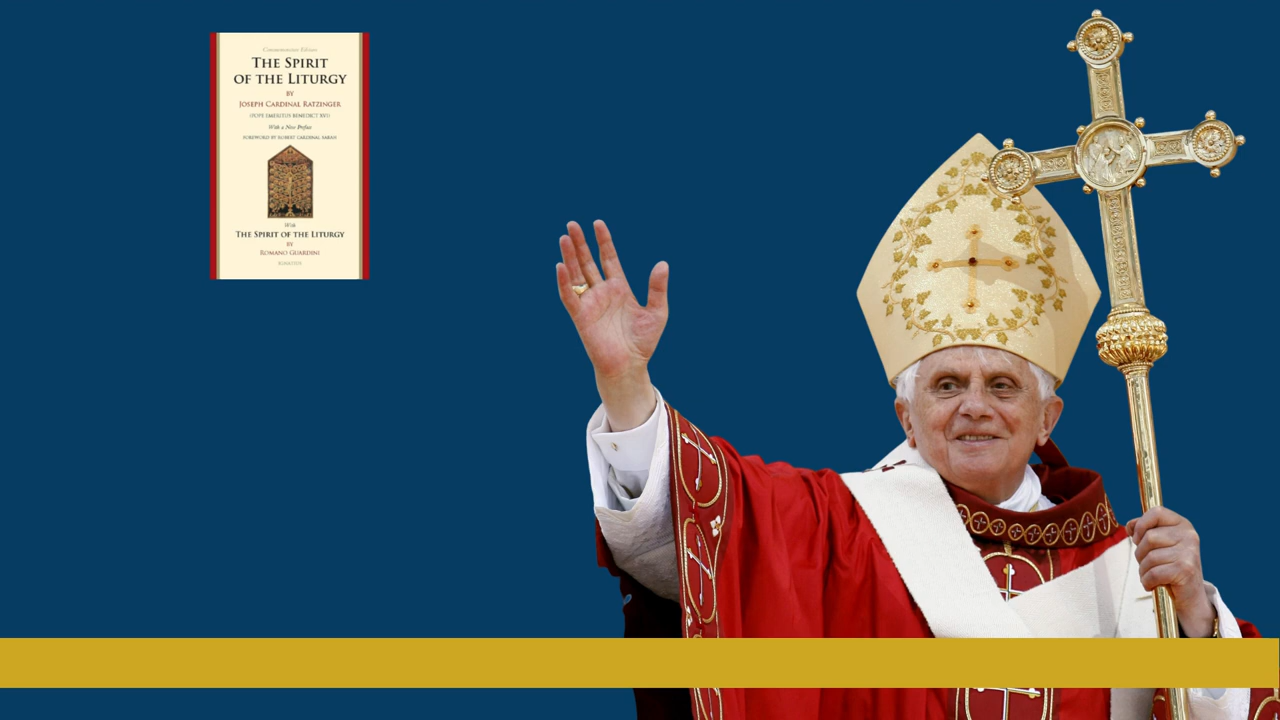 Commemorative Edition
THE SPIRIT
OF THE LITURGY
BY
JOSEPH CARDINAL RATZINGER
(POPE EMERITUS BENEDICT XVI)
With a New Preface
FOREWORD BY ROBERT CARDINAL SARAH
With
THE SPIRIT OF THE LITURGY
BY
ROMANO GUARDINI
IGNATIUS